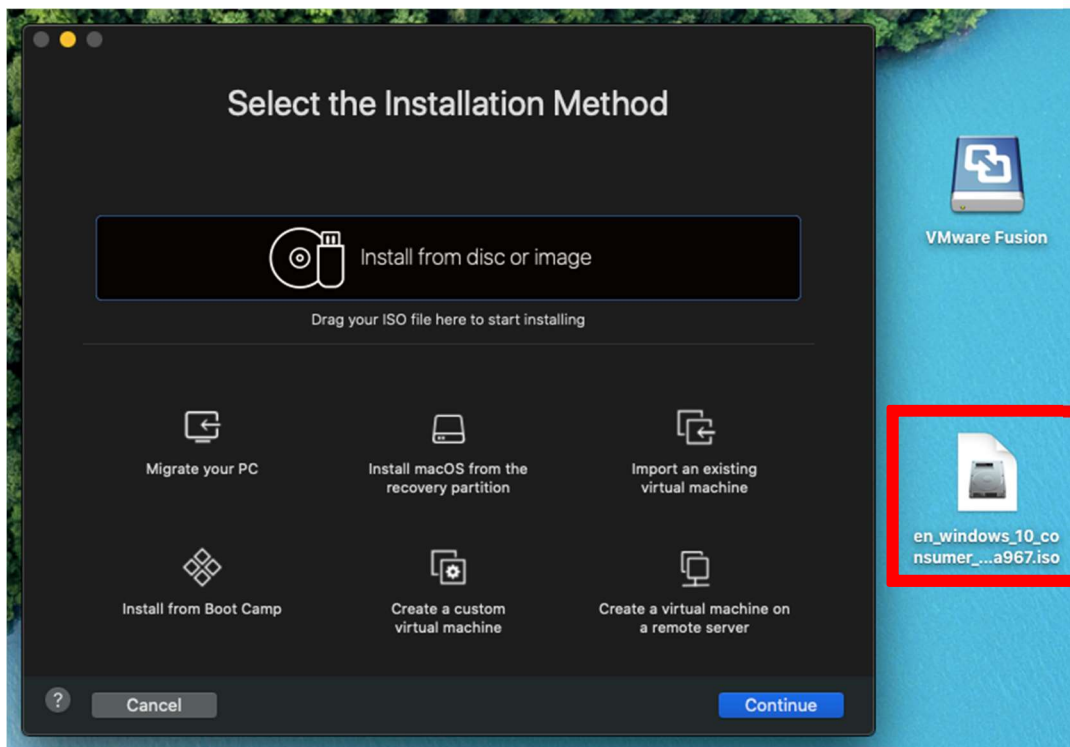 Select the Installation Method
Install from disc or image
Drag your ISO file here to start installing
Migrate your PC
Install macOS from the
recovery partition
Import an existing
virtual machine
Install from Boot Camp
Create a custom
virtual machine
Create a virtual machine on
a remote server
?
Cancel
Continue
VMware Fusion
en_windows_10_co
nsumer_...a967.iso